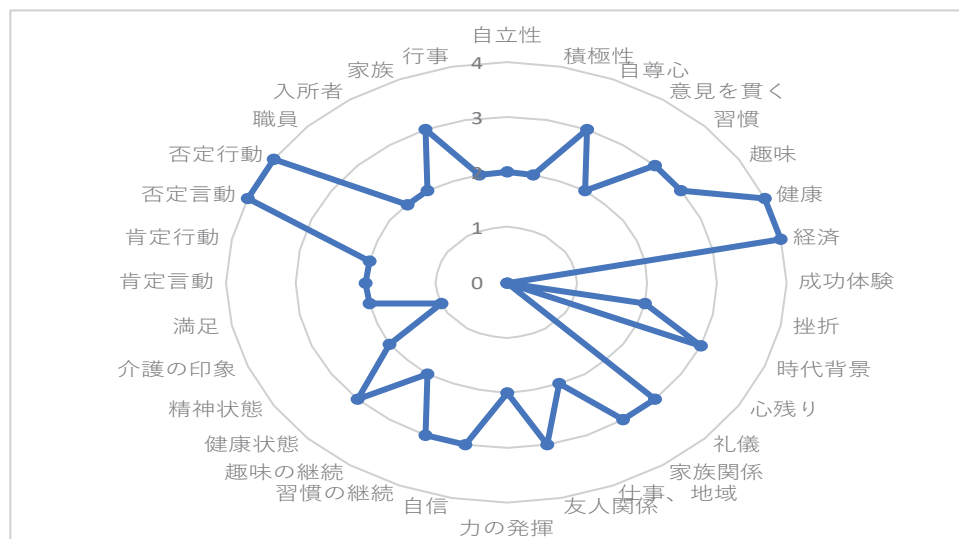 自立性
積極性
自尊心
意見を貫く
習慣
趣味
健康
経済
成功体験
挫折
時代背景
心残り
礼儀
家族関係
仕事、地域
友人関係
力の発揮
自信
習慣の継続
趣味の継続
健康状態
精神状態
介護の印象
満足
肯定言動
肯定行動
否定言動
否定行動
職員
入所者
家族
行事
4
3
2
1
0